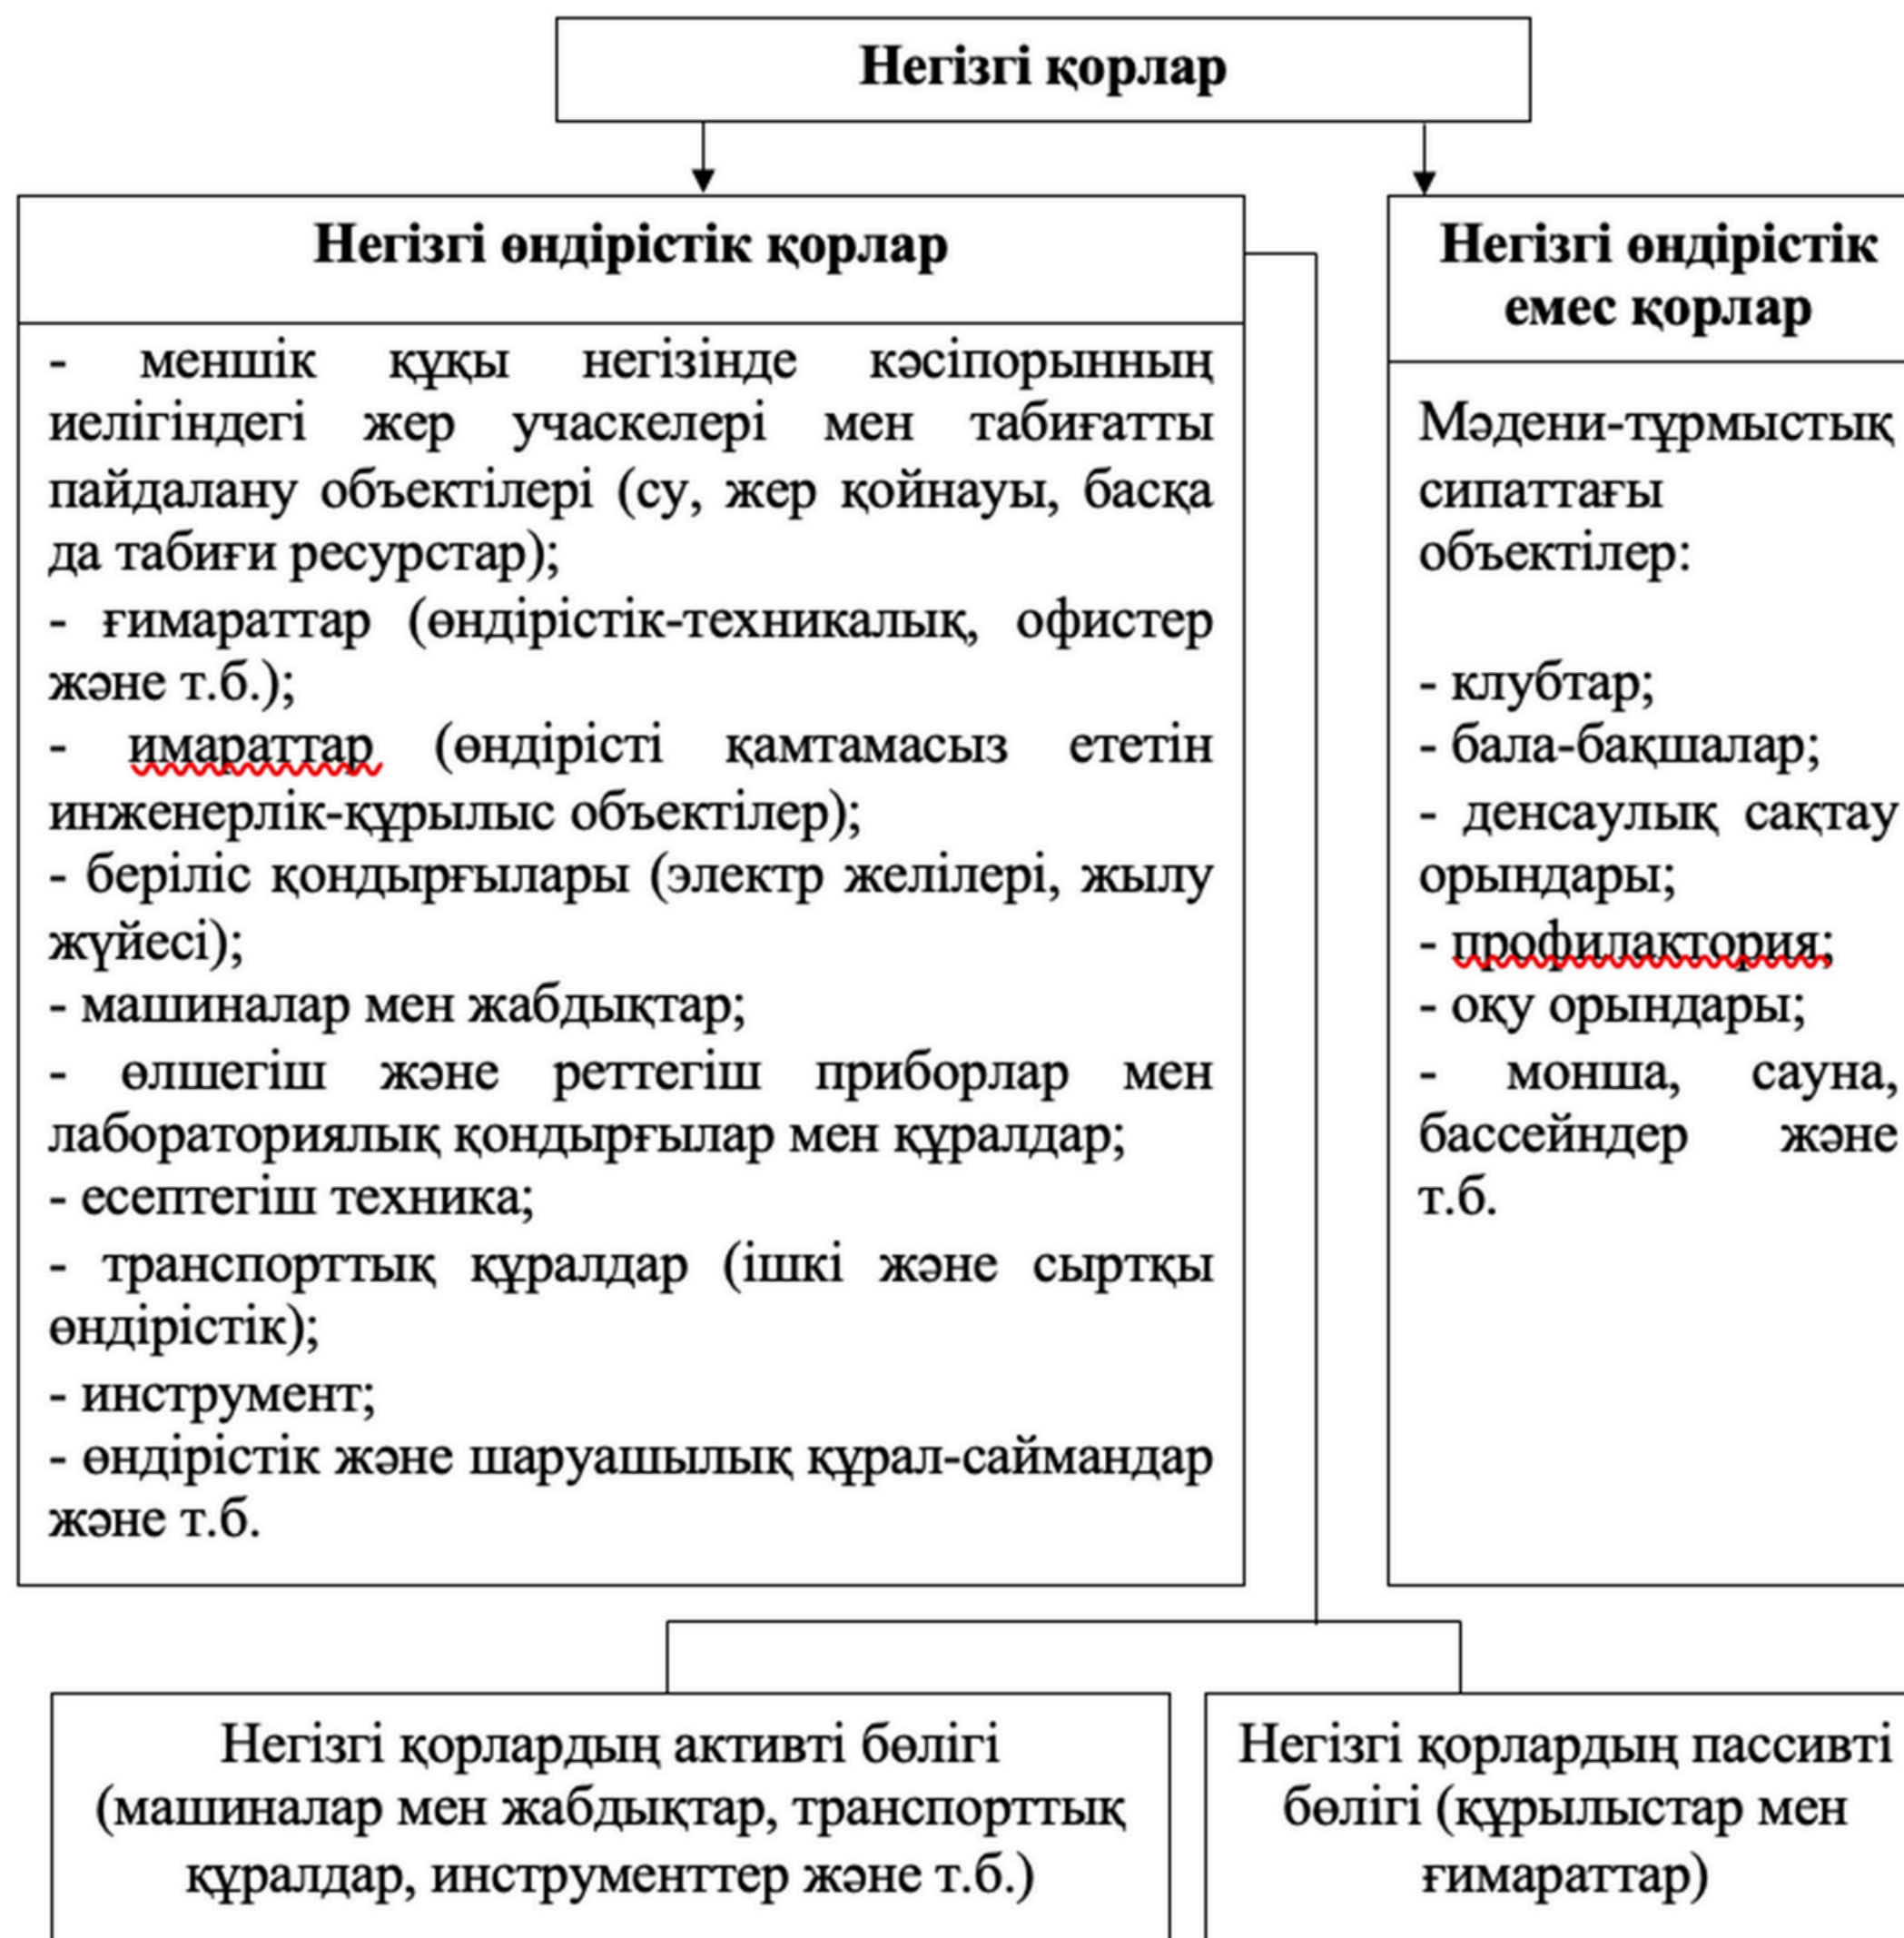 Негізгі қорлар
Негізгі өндірістік қорлар
- меншік құқы негізінде кәсіпорынның
иелігіндегі жер учаскелері мен табиғатты
пайдалану объектілері (су, жер қойнауы, басқа
да табиғи ресурстар);
- ғимараттар (өндірістік-техникалық, офистер
және т.б.);
- имараттар (өндірісті қамтамасыз ететін
инженерлік-құрылыс объектілер);
- беріліс қондырғылары (электр желілері, жылу
жүйесі);
- машиналар мен жабдықтар;
- өлшегіш және реттегіш приборлар мен
лабораториялық қондырғылар мен құралдар;
- есептегіш техника;
- транспорттық құралдар (ішкі және сыртқы
өндірістік);
- инструмент;
- өндірістік және шаруашылық құрал-саймандар
және т.б.
Негізгі өндірістік
емес қорлар
Мәдени-тұрмыстық
сипаттағы
объектілер:
- клубтар;
- бала-бақшалар;
- денсаулық сақтау
орындары;
- профилактория;
- оқу орындары;
- монша, сауна,
бассейндер және
т.б.
Негізгі қорлардың активті бөлігі
(машиналар мен жабдықтар, транспорттық
құралдар, инструменттер және т.б.)
Негізгі қорлардың пассивті
бөлігі (құрылыстар мен
ғимараттар)